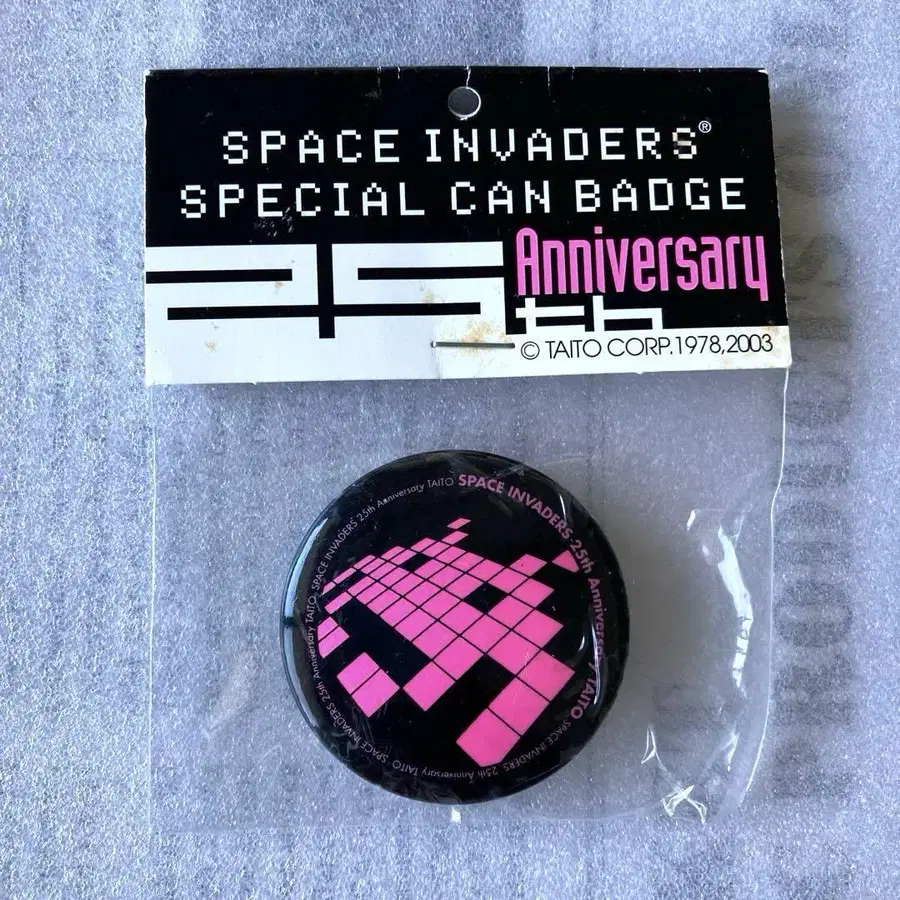 SPACE INVADERS®
SPECIAL CAN BADGE
25th Anniversary
© TAITO CORP.1978,2003
SPACE INVADERS 25th Anniversary TAITO
SPACE INVADERS 25th Anniversary TAITO
SPACE INVADERS 25th Anniversary TAITO
SPACE INVADERS 25th Anniversary TAITO